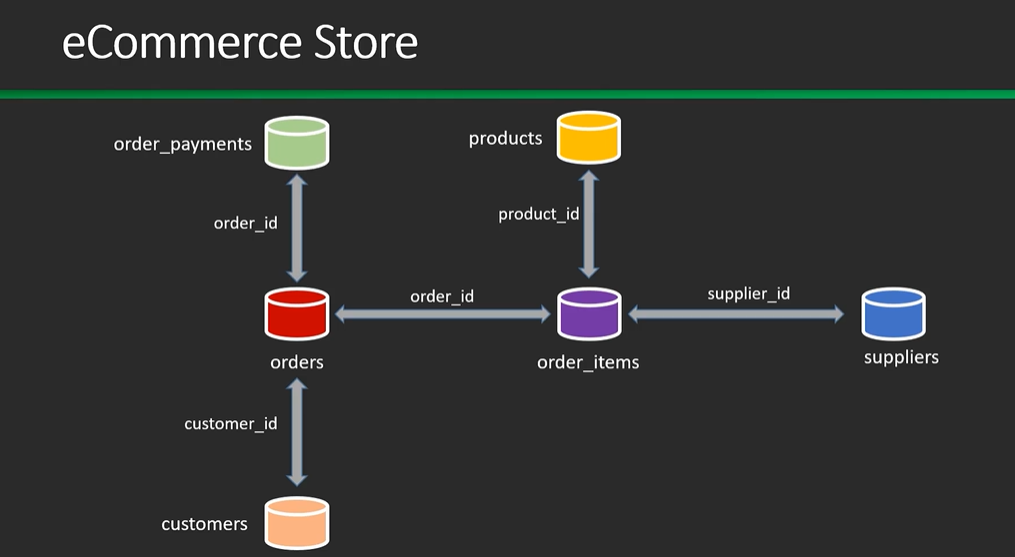 eCommerce Store
order_payments
products
order_id
product_id
order_id
supplier_id
orders
order_items
suppliers
customer_id
customers